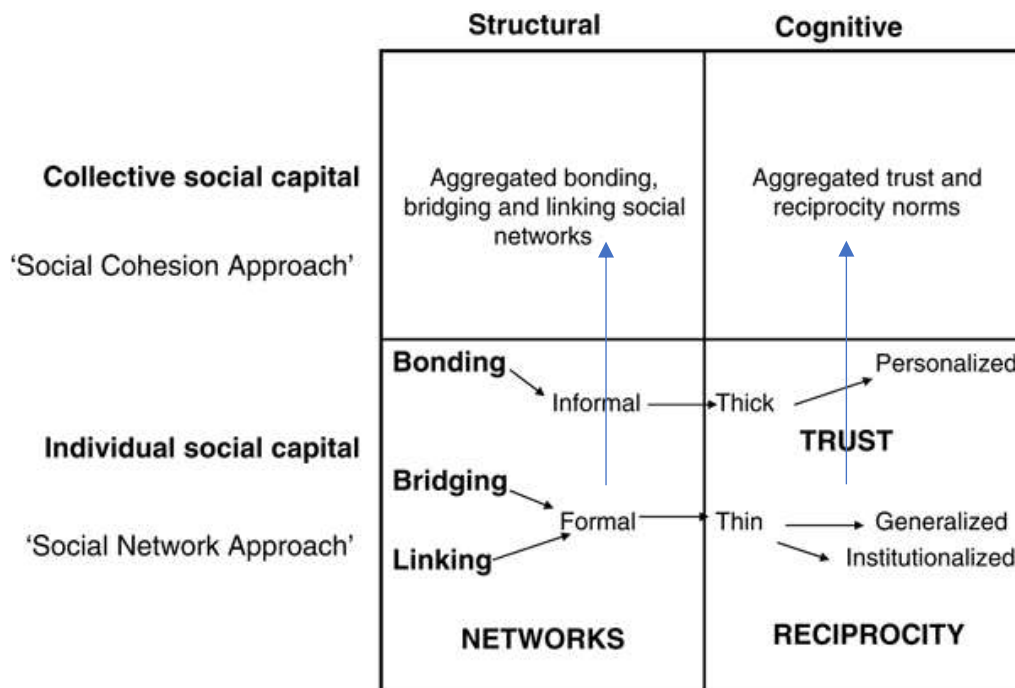 Structural
Cognitive
Collective social capital
'Social Cohesion Approach'
Aggregated bonding,
bridging and linking social
networks
Aggregated trust and
reciprocity norms
Individual social capital
'Social Network Approach'
Bonding
Informal
Bridging
Formal
Linking
NETWORKS
Personalized
Thick
TRUST
Thin
Generalized
Institutionalized
RECIPROCITY